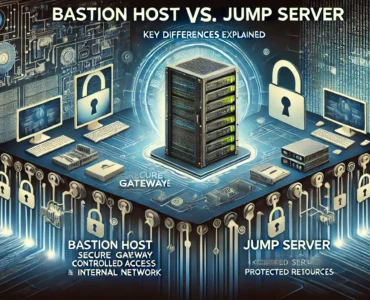 BASTION HOST VS. JUMP SERVER
KEY DIFFERENCES EXPLAINED
GATEWAY
BASTION HOST
SECURE GATEWAY
CONTROLLED ACCESS
& INTERNAL NETWORK
JUMP SERVER
PROTECTED RESOURCES